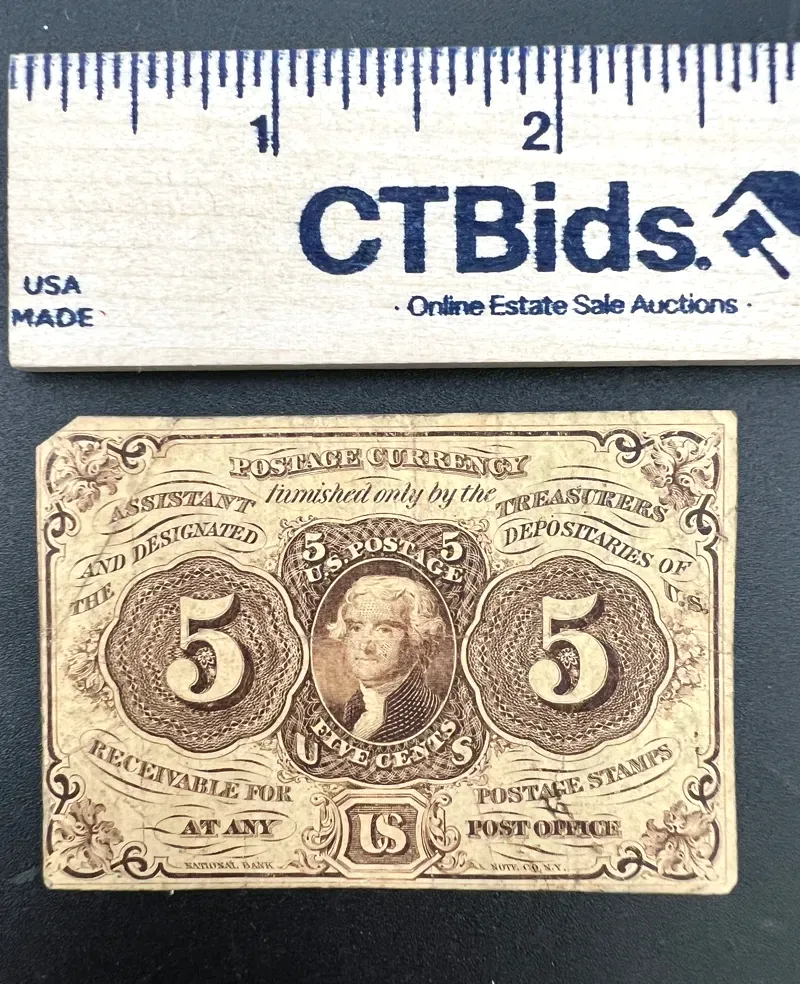 1 2
CTBids.
USA
MADE
· Online Estate Sale Auctions ·
POSTAGE CURRENCY
furnished only by the
ASSISTANT TREASURERS
AND DESIGNATED DEPOSITARIES OF
THE U.S.
5 5
U.S. POSTAGE
5 5
FIVE CENTS
U S
RECEIVABLE FOR POSTAGE STAMPS
AT ANY US POST OFFICE
NATIONAL BANK NOTE CO. N.Y.